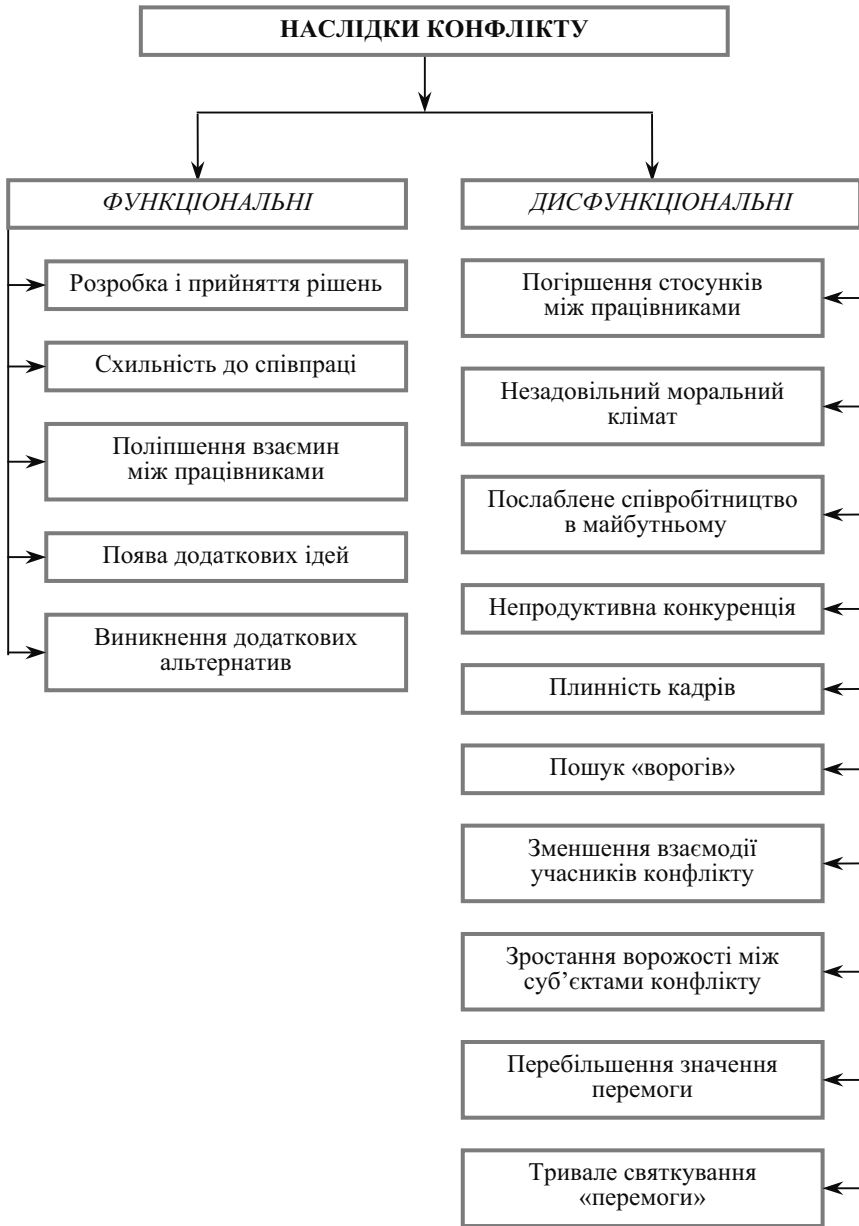 НАСЛІДКИ КОНФЛІКТУ
ФУНКЦІОНАЛЬНІ
Розробка і прийняття рішень
Схильність до співпраці
Поліпшення взаємин
між працівниками
Поява додаткових ідей
Виникнення додаткових
альтернатив
ДИСФУНКЦІОНАЛЬНІ
Погіршення стосунків
між працівниками
Незадовільний моральний
клімат
Послаблене співробітництво
в майбутньому
Непродуктивна конкуренція
Плинність кадрів
Пошук «ворогів»
Зменшення взаємодії
учасників конфлікту
Зростання ворожості між
суб’єктами конфлікту
Перебільшення значення
перемоги
Тривале святкування
«перемоги»